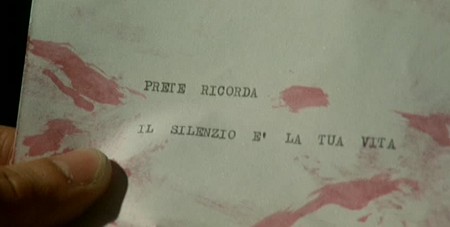 PRETE RICORDA
IL SILENZIO E' LA TUA VITA